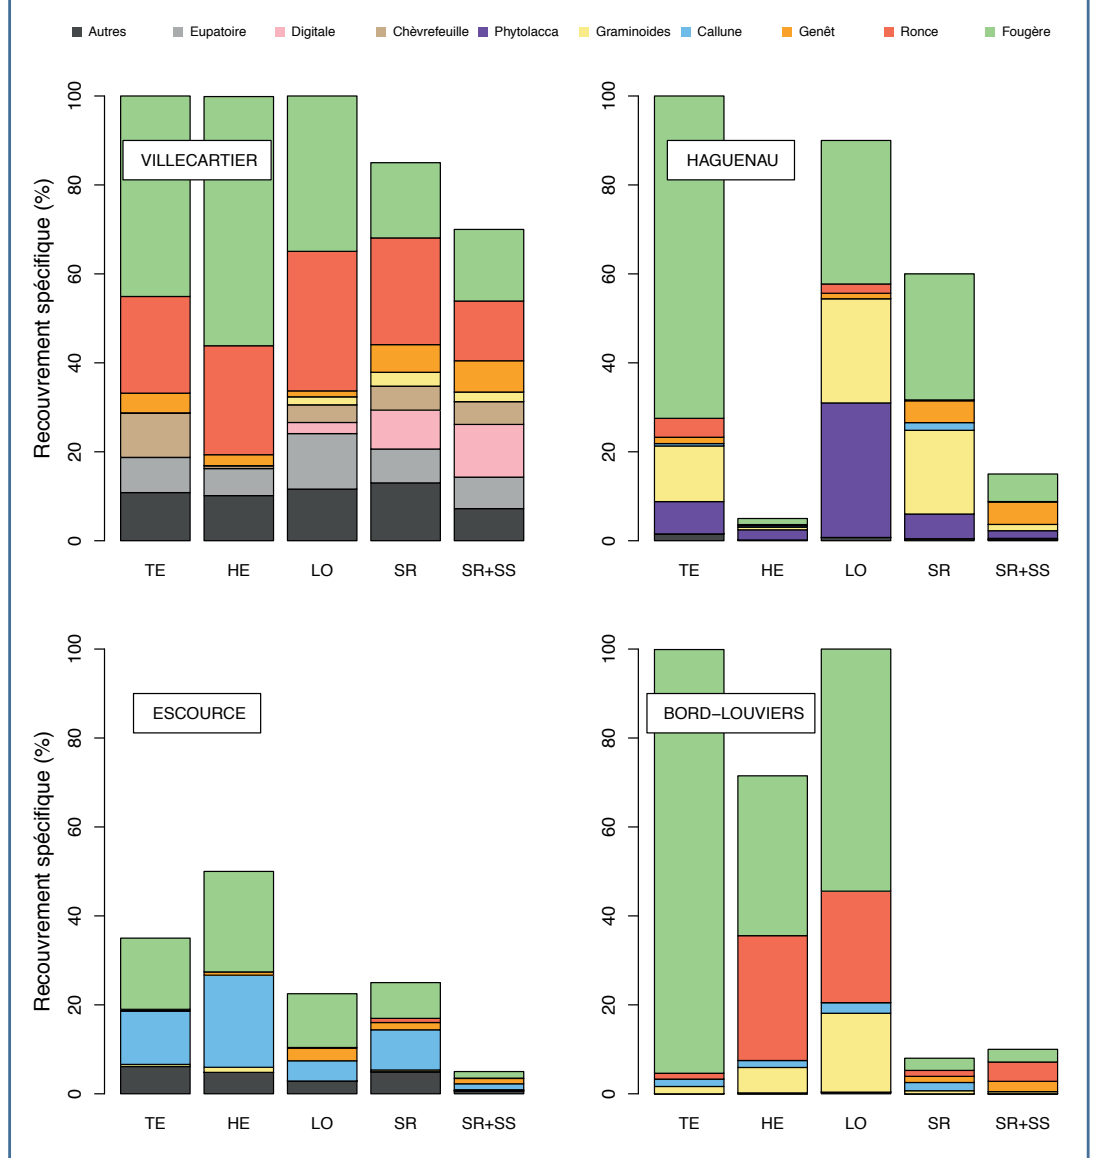 Autres Eupatoire Digitale Chèvrefeuille Phytolacca Graminoides Callune Genêt Ronce Fougère
Recouvrement spécifique (%)
100
80
60
40
20
0
VILLECARTIER
TE HE LO SR SR+SS
100
80
60
40
20
0
HAGUENAU
TE HE LO SR SR+SS
Recouvrement spécifique (%)
100
80
60
40
20
0
ESCOURCE
TE HE LO SR SR+SS
100
80
60
40
20
0
BORD–LOUVIERS
TE HE LO SR SR+SS